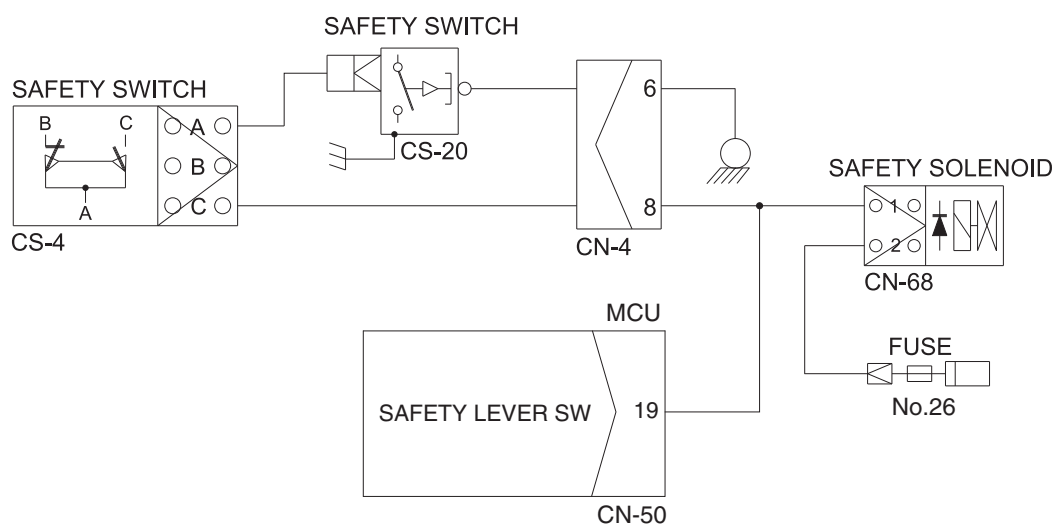 SAFETY SWITCH
SAFETY SWITCH
B
C
A
A
B
C
CS-4
CS-20
6
8
CN-4
SAFETY SOLENOID
1
2
CN-68
MCU
SAFETY LEVER SW
19
CN-50
FUSE
No.26